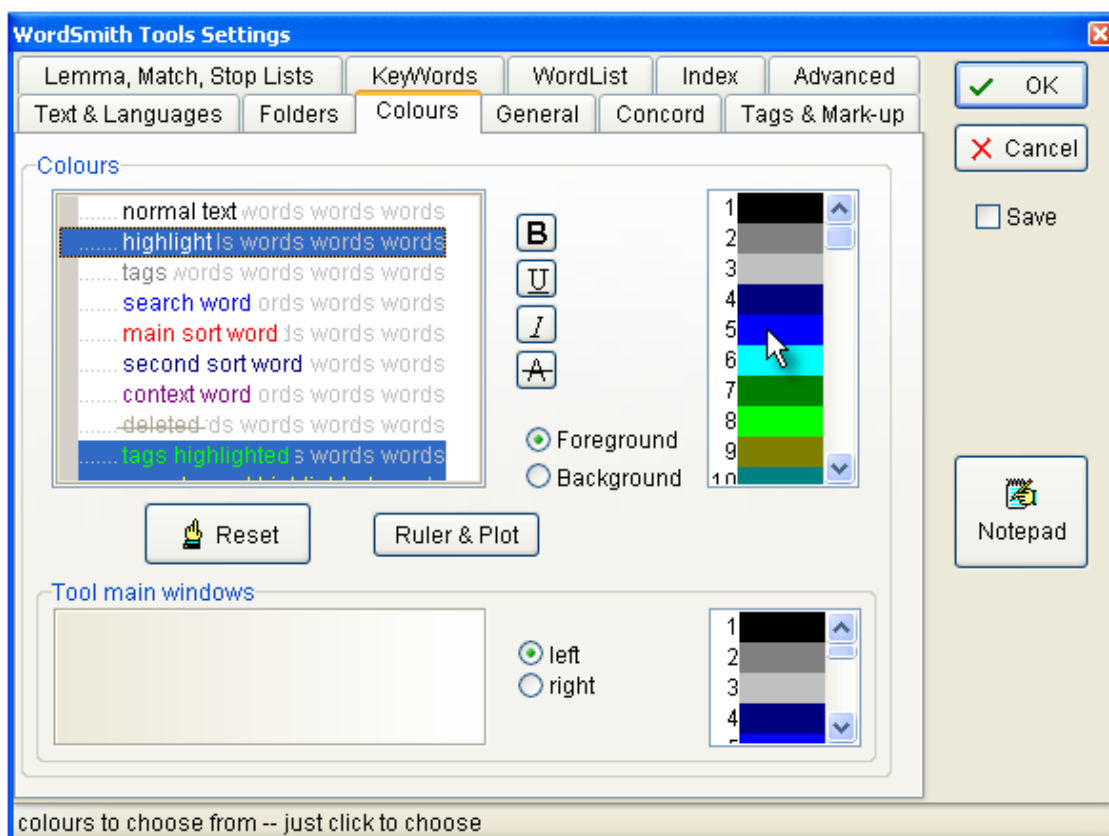 WordSmith Tools Settings
Lemma, Match, Stop Lists KeyWords WordList Index Advanced
Text & Languages Folders Colours General Concord Tags & Mark-up
OK
Cancel
Save
Colours
....... normal text words words words
....... highlight ls words words words
....... tags words words words words
....... search word ords words words
....... main sort word ds words words
....... second sort word words words
....... context word ords words words
....... deleted ds words words words
....... tags highlighted s words words
B
U
I
A
Foreground
Background
1
2
3
4
5
6
7
8
9
10
Reset
Ruler & Plot
Notepad
Tool main windows
left
right
1
2
3
4
colours to choose from -- just click to choose